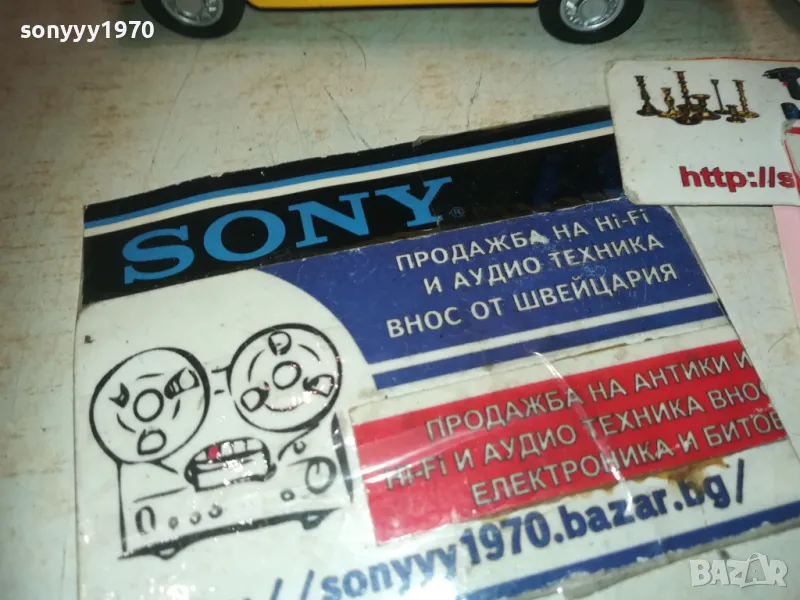 sonyyy1970
http://s
SONY®
ПРОДАЖБА НА Hi-Fi
И АУДИО ТЕХНИКА
ВНОС ОТ ШВЕЙЦАРИЯ
ПРОДАЖБА НА АНТИКИ И
Hi-Fi И АУДИО ТЕХНИКА ВНОС
ЕЛЕКТРОНИКА И БИТОВ
//sonyyy1970.bazar.bg/
BAZAR